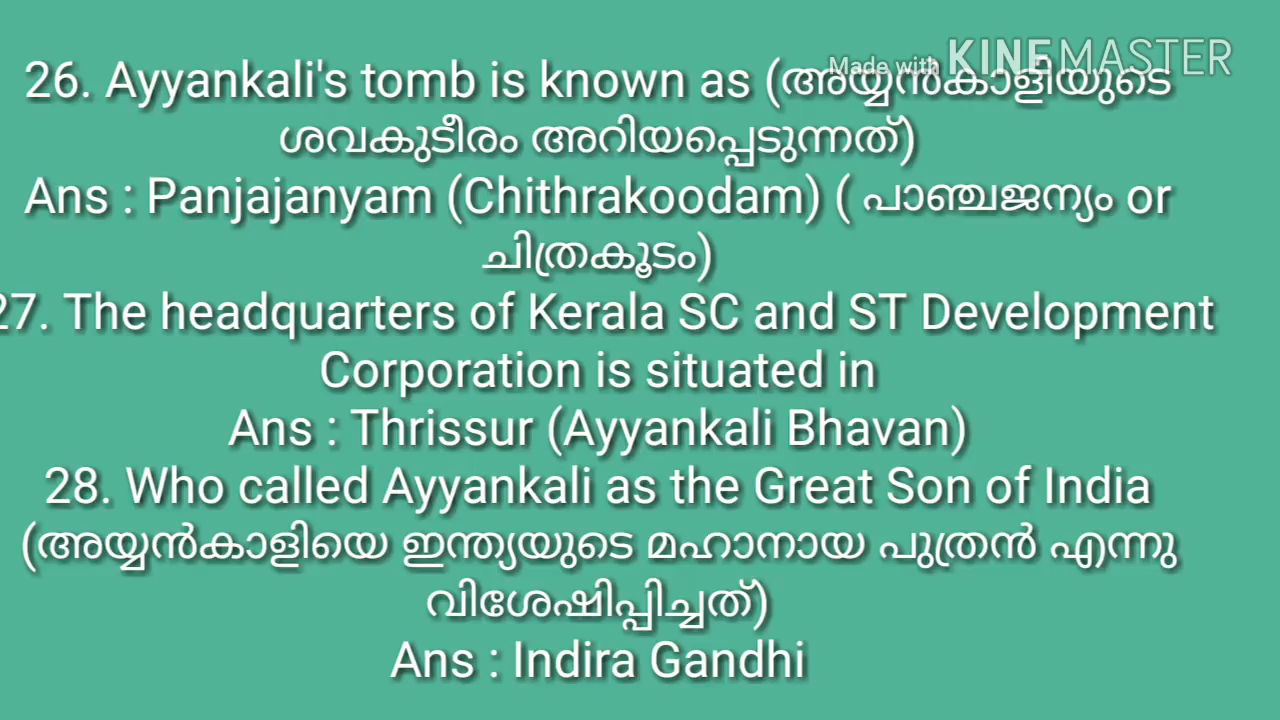 Made with KINEMASTER
26. Ayyankali's tomb is known as (അയ്യൻകാളിയുടെ
ശവകുടീരം അറിയപ്പെടുന്നത്)
Ans : Panjajanyam (Chithrakoodam) ( പാഞ്ചജന്യം or
ചിത്രകൂടം)
27. The headquarters of Kerala SC and ST Development
Corporation is situated in
Ans : Thrissur (Ayyankali Bhavan)
28. Who called Ayyankali as the Great Son of India
(അയ്യൻകാളിയെ ഇന്ത്യയുടെ മഹാനായ പുത്രൻ എന്നു
വിശേഷിപ്പിച്ചത്)
Ans : Indira Gandhi